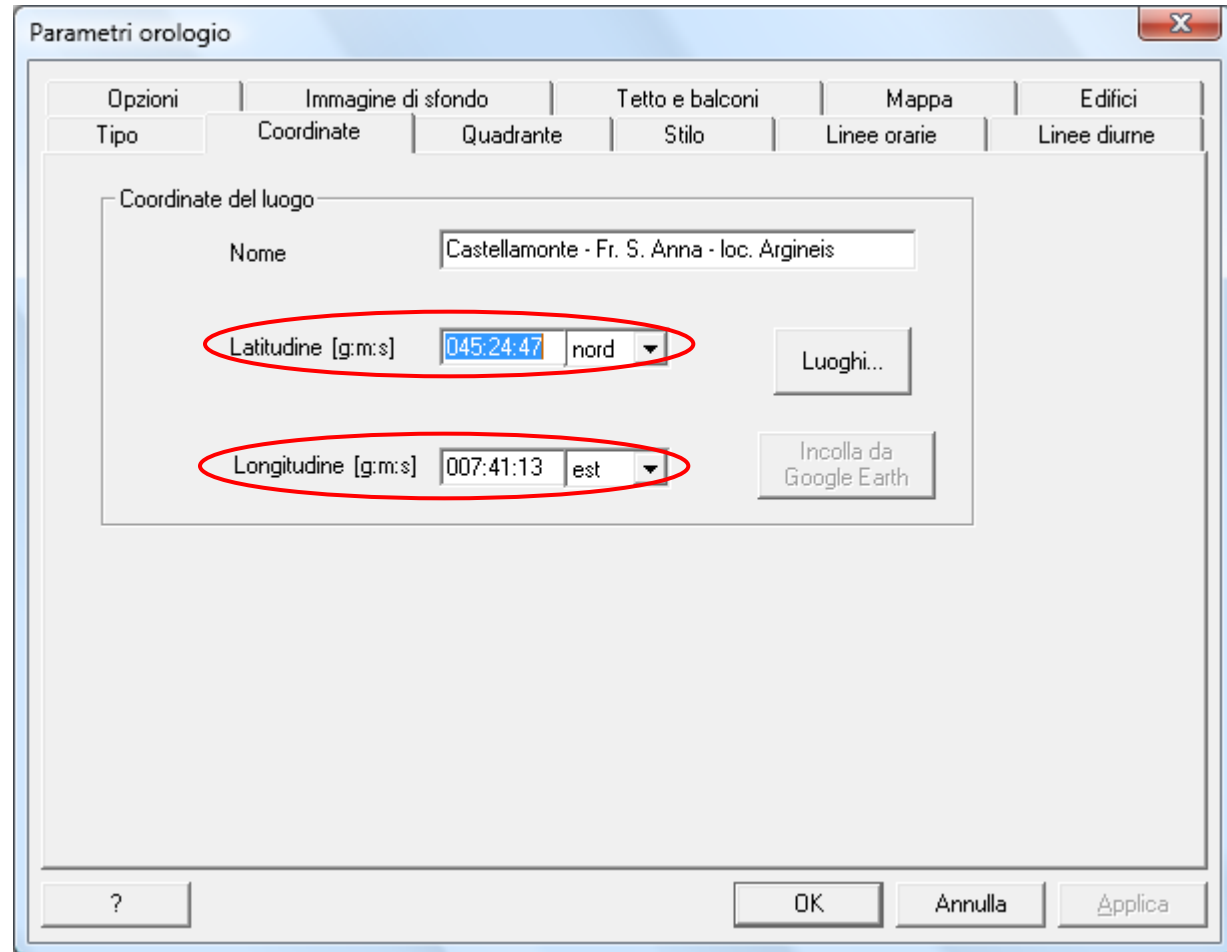 Parametri orologio
Opzioni Immagine di sfondo Tetto e balconi Mappa Edifici
Tipo Coordinate Quadrante Stilo Linee orarie Linee diurne
Coordinate del luogo
Nome Castellamonte - Fr. S. Anna - loc. Argineis
Latitudine [g:m:s] 045:24:47 nord
Luoghi...
Longitudine [g:m:s] 007:41:13 est
Incolla da
Google Earth
? OK Annulla Applica